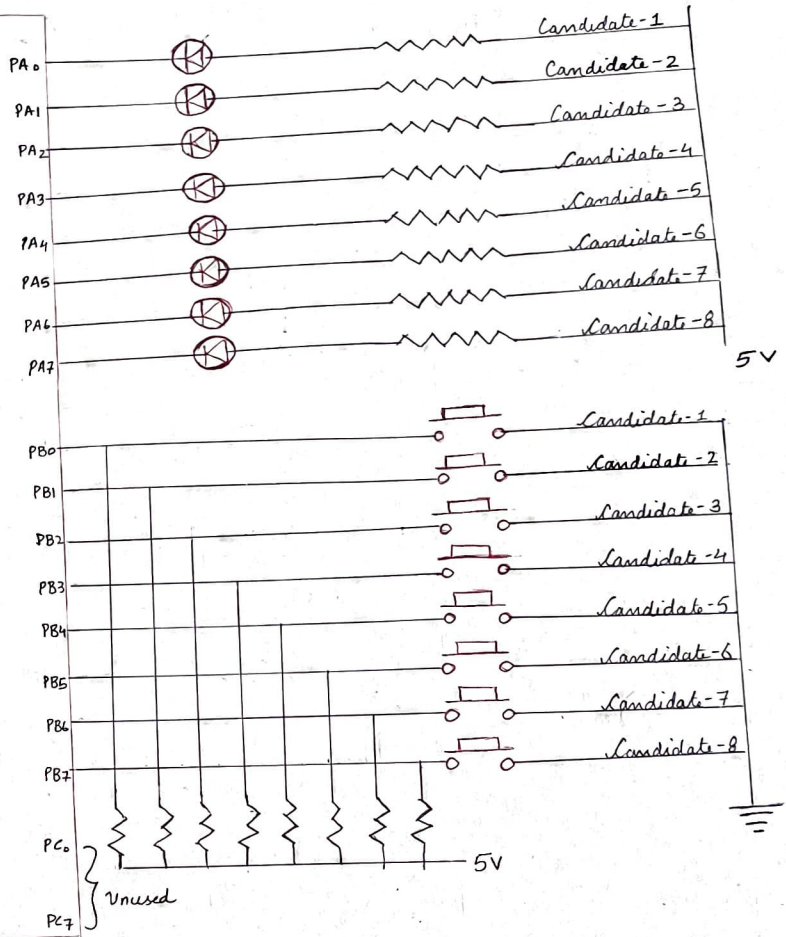 PA0 Candidate-1
PA1 Candidate-2
PA2 Candidate-3
PA3 Candidate-4
PA4 Candidate-5
PA5 Candidate-6
PA6 Candidate-7
PA7 Candidate-8
5V
PB0 Candidate-1
PB1 Candidate-2
PB2 Candidate-3
PB3 Candidate-4
PB4 Candidate-5
PB5 Candidate-6
PB6 Candidate-7
PB7 Candidate-8
PC0
5V
Unused
PC7